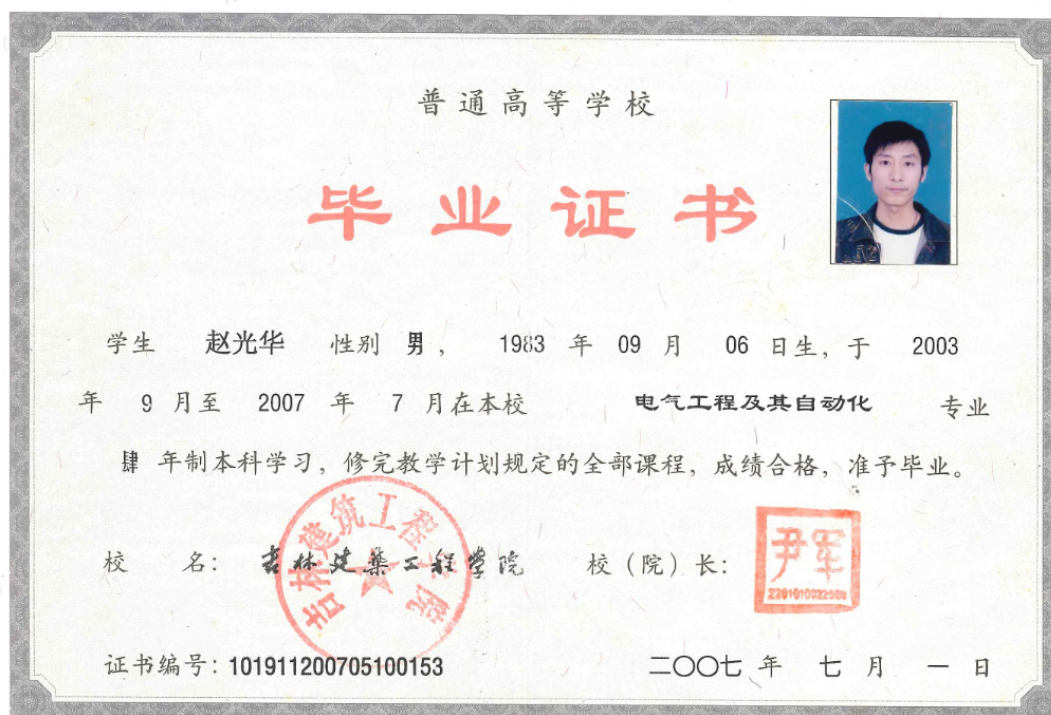 普通高等学校
毕业证书
学生 赵光华 性别 男， 1983 年 09 月 06 日生，于 2003
年 9 月至 2007 年 7 月在本校 电气工程及其自动化 专业
肆 年制本科学习，修完教学计划规定的全部课程，成绩合格，准予毕业。
校 名： 吉林建筑工程学院 校（院）长： 尹军
吉林建筑工程学院
证书编号：101911200705100153 二〇〇七 年 七 月 一 日